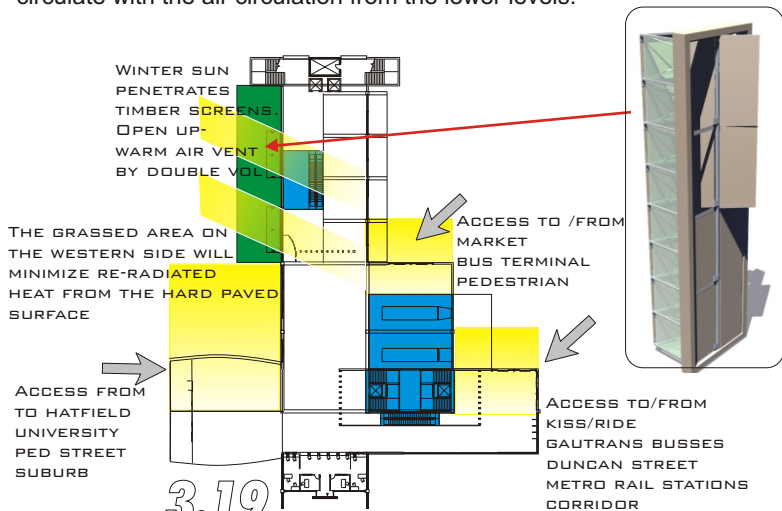 circulate with the air circulation from the lower levels.
WINTER SUN
PENETRATES
TIMBER SCREENS.
OPEN UP-
WARM AIR VENT
BY DOUBLE VOL.
THE GRASSED AREA ON
THE WESTERN SIDE WILL
MINIMIZE RE-RADIATED
HEAT FROM THE HARD PAVED
SURFACE
ACCESS TO /FROM
MARKET
BUS TERMINAL
PEDESTRIAN
ACCESS FROM
TO HATFIELD
UNIVERSITY
PED STREET
SUBURB
ACCESS TO/FROM
KISS/RIDE
GAUTRANS BUSSES
DUNCAN STREET
METRO RAIL STATIONS
CORRIDOR
3.19